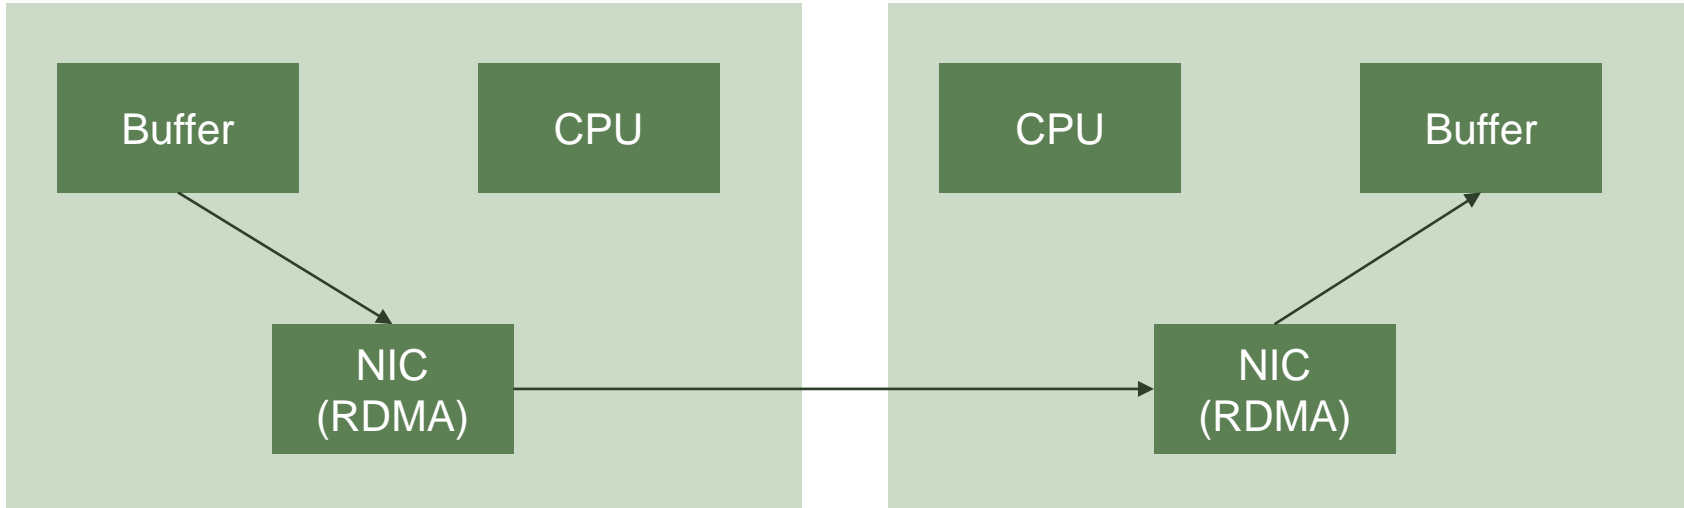 Buffer
CPU
CPU
Buffer
NIC
(RDMA)
NIC
(RDMA)